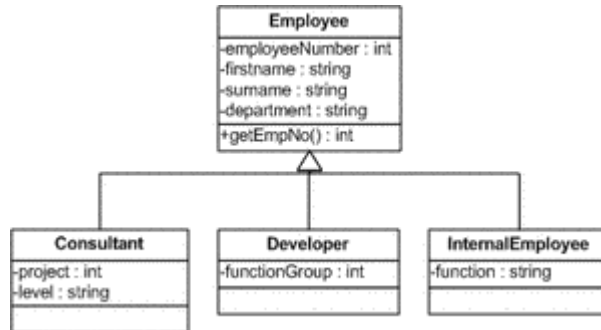 Employee
-employeeNumber : int
-firstname : string
-surname : string
-department : string
+getEmpNo() : int
Consultant
-project : int
-level : string
Developer
-functionGroup : int
InternalEmployee
-function : string